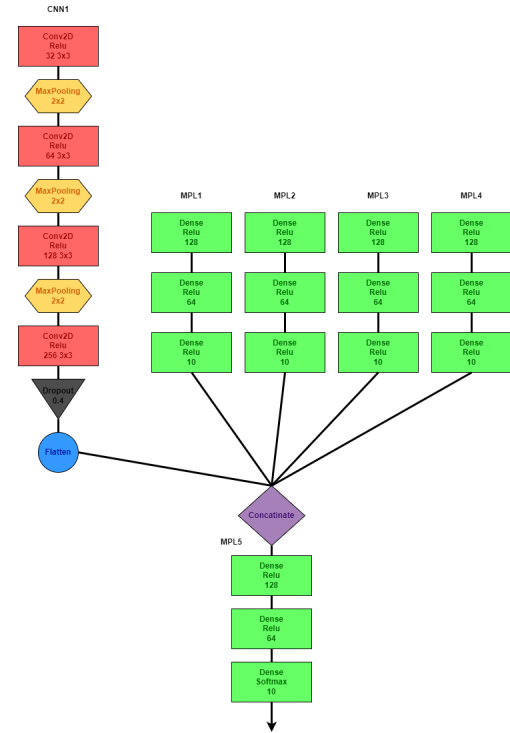 CNN1
Conv2D
Relu
32 3x3
MaxPooling
2x2
Conv2D
Relu
64 3x3
MaxPooling
2x2
Conv2D
Relu
128 3x3
MaxPooling
2x2
Conv2D
Relu
256 3x3
Dropout
0.4
Flatten
MPL1
Dense
Relu
128
Dense
Relu
64
Dense
Relu
10
MPL2
Dense
Relu
128
Dense
Relu
64
Dense
Relu
10
MPL3
Dense
Relu
128
Dense
Relu
64
Dense
Relu
10
MPL4
Dense
Relu
128
Dense
Relu
64
Dense
Relu
10
Concatinate
MPL5
Dense
Relu
128
Dense
Relu
64
Dense
Softmax
10